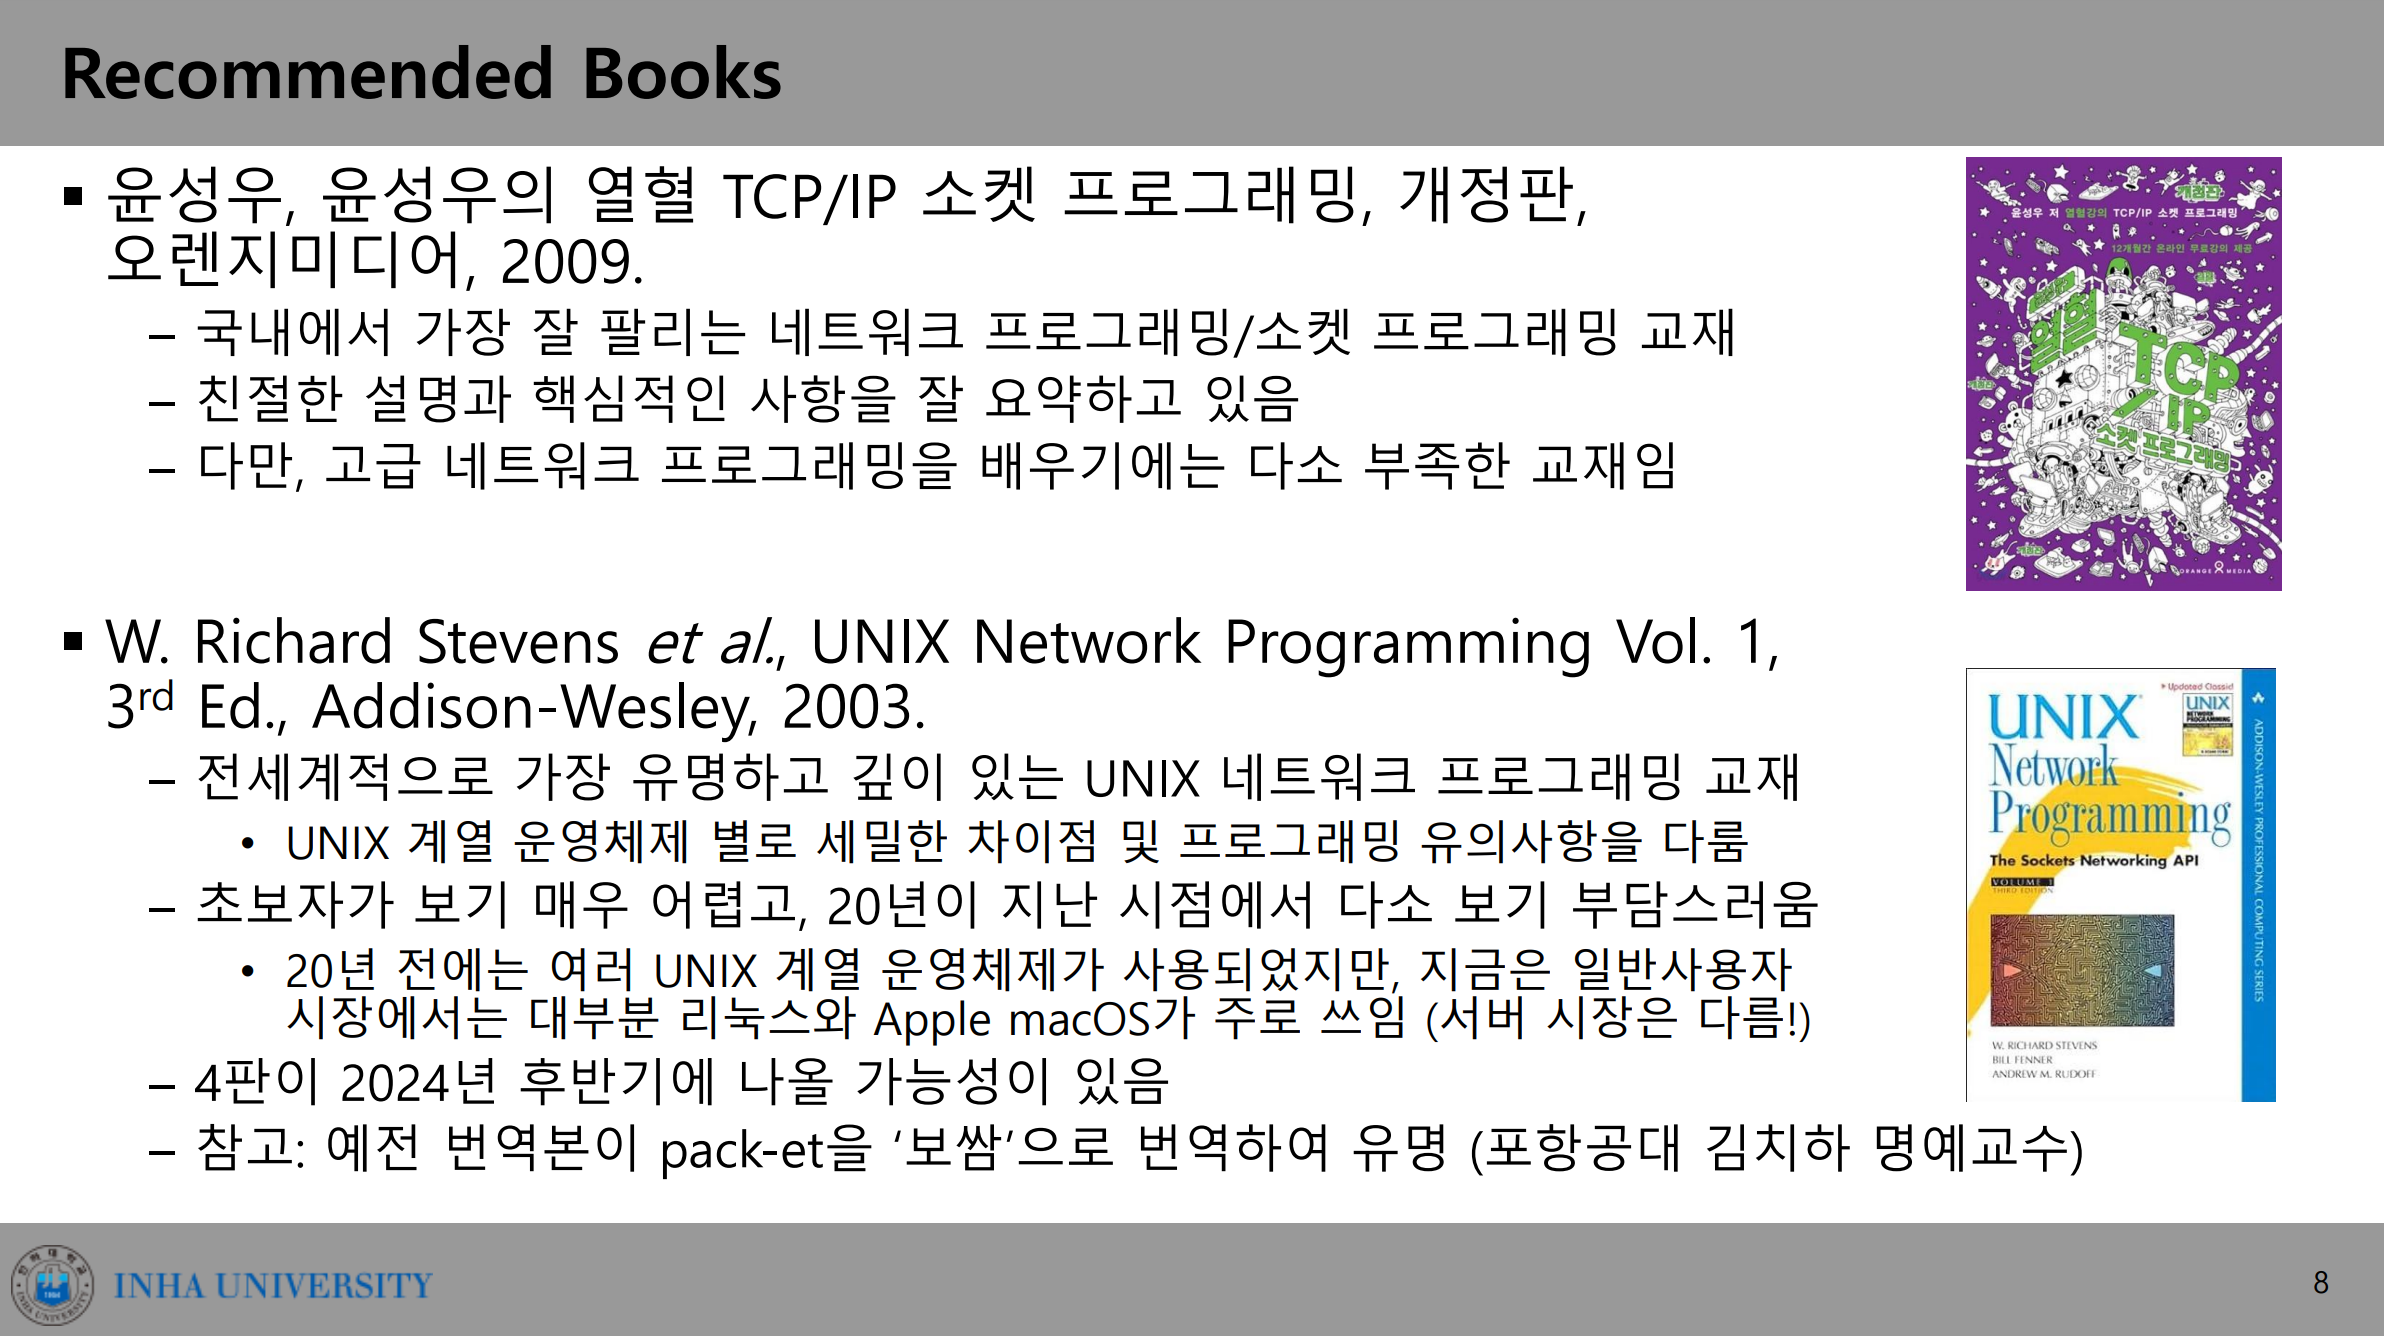 Recommended Books
▪ 윤성우, 윤성우의 열혈 TCP/IP 소켓 프로그래밍, 개정판,
오렌지미디어, 2009.
– 국내에서 가장 잘 팔리는 네트워크 프로그래밍/소켓 프로그래밍 교재
– 친절한 설명과 핵심적인 사항을 잘 요약하고 있음
– 다만, 고급 네트워크 프로그래밍을 배우기에는 다소 부족한 교재임
개정판
윤성우 저 열혈강의 TCP/IP 소켓 프로그래밍
12개월간 온라인 무료강의 제공
열혈
TCP
/IP
소켓 프로그래밍
ORANGE MEDIA
▪ W. Richard Stevens et al., UNIX Network Programming Vol. 1,
3rd Ed., Addison-Wesley, 2003.
– 전세계적으로 가장 유명하고 깊이 있는 UNIX 네트워크 프로그래밍 교재
• UNIX 계열 운영체제 별로 세밀한 차이점 및 프로그래밍 유의사항을 다룸
– 초보자가 보기 매우 어렵고, 20년이 지난 시점에서 다소 보기 부담스러움
• 20년 전에는 여러 UNIX 계열 운영체제가 사용되었지만, 지금은 일반사용자
시장에서는 대부분 리눅스와 Apple macOS가 주로 쓰임 (서버 시장은 다름!)
– 4판이 2024년 후반기에 나올 가능성이 있음
– 참고: 예전 번역본이 pack-et을 ‘보쌈’으로 번역하여 유명 (포항공대 김치하 명예교수)
Updated Classic!
UNIX
NETWORK
PROGRAMMING
UNIX
Network
Programming
The Sockets Networking API
VOLUME 1
THIRD EDITION
W. RICHARD STEVENS
BILL FENNER
ANDREW M. RUDOFF
ADDISON-WESLEY PROFESSIONAL COMPUTING SERIES
INHA UNIVERSITY
8